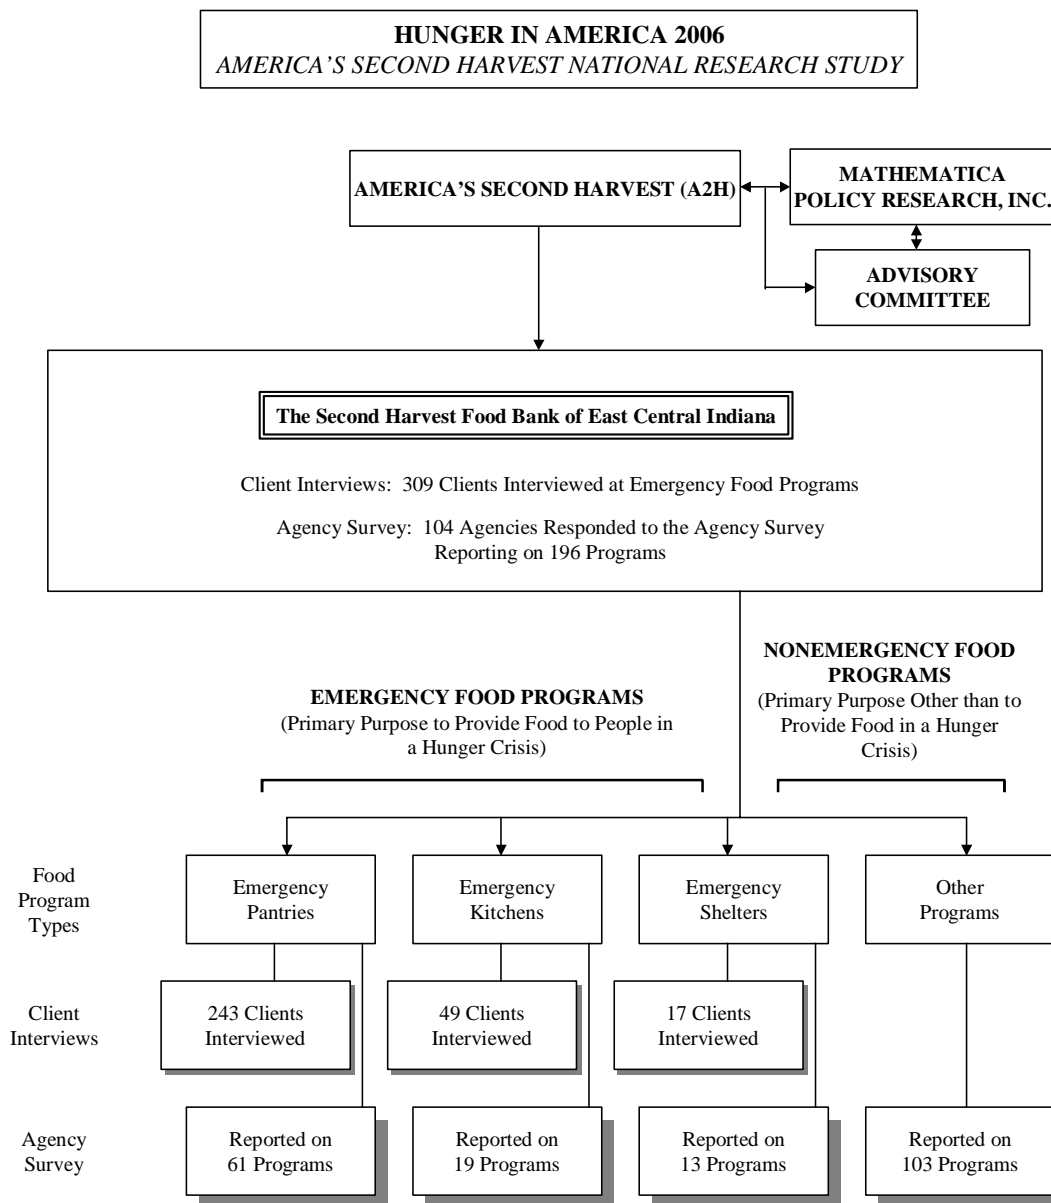 HUNGER IN AMERICA 2006
AMERICA'S SECOND HARVEST NATIONAL RESEARCH STUDY
AMERICA'S SECOND HARVEST (A2H)
MATHEMATICA
POLICY RESEARCH, INC.
ADVISORY
COMMITTEE
The Second Harvest Food Bank of East Central Indiana
Client Interviews: 309 Clients Interviewed at Emergency Food Programs
Agency Survey: 104 Agencies Responded to the Agency Survey
Reporting on 196 Programs
EMERGENCY FOOD PROGRAMS
(Primary Purpose to Provide Food to People in
a Hunger Crisis)
NONEMERGENCY FOOD
PROGRAMS
(Primary Purpose Other than to
Provide Food in a Hunger
Crisis)
Food
Program
Types
Emergency
Pantries
Emergency
Kitchens
Emergency
Shelters
Other
Programs
Client
Interviews
243 Clients
Interviewed
49 Clients
Interviewed
17 Clients
Interviewed
Agency
Survey
Reported on
61 Programs
Reported on
19 Programs
Reported on
13 Programs
Reported on
103 Programs